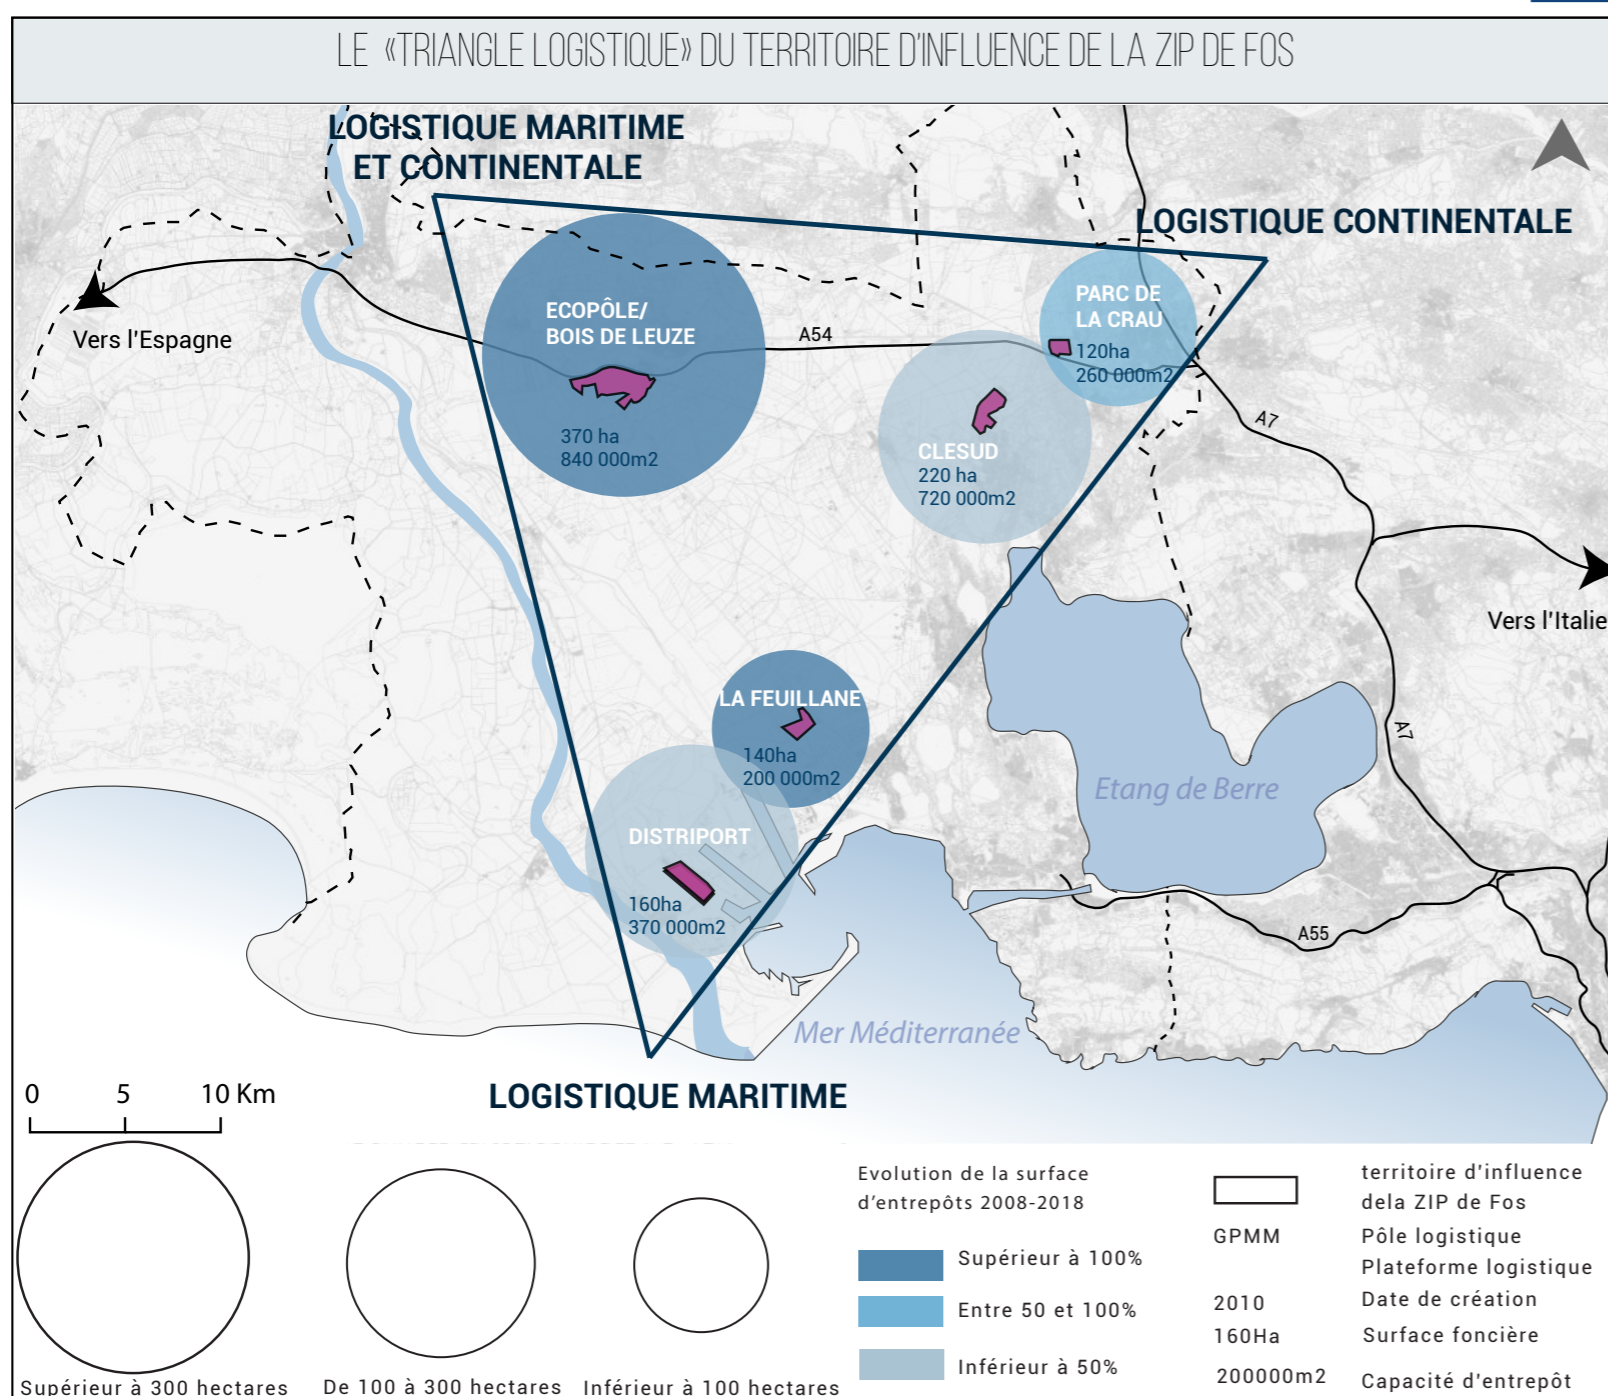 LE «TRIANGLE LOGISTIQUE» DU TERRITOIRE D'INFLUENCE DE LA ZIP DE FOS
LOGISTIQUE MARITIME
ET CONTINENTALE
LOGISTIQUE CONTINENTALE
Vers l'Espagne
ECOPÔLE/
BOIS DE LEUZE
370 ha
840 000m2
A54
PARC DE
LA CRAU
120ha
260 000m2
CLESUD
220 ha
720 000m2
A7
Vers l'Italie
A7
LA FEUILLANE
140ha
200 000m2
Etang de Berre
DISTRIPORT
160ha
370 000m2
A55
Mer Méditerranée
LOGISTIQUE MARITIME
0 5 10 Km
Supérieur à 300 hectares
De 100 à 300 hectares
Inférieur à 100 hectares
Evolution de la surface
d'entrepôts 2008-2018
Supérieur à 100%
Entre 50 et 100%
Inférieur à 50%
territoire d'influence
dela ZIP de Fos
GPMM Pôle logistique
Plateforme logistique
2010 Date de création
160Ha Surface foncière
200000m2 Capacité d'entrepôt